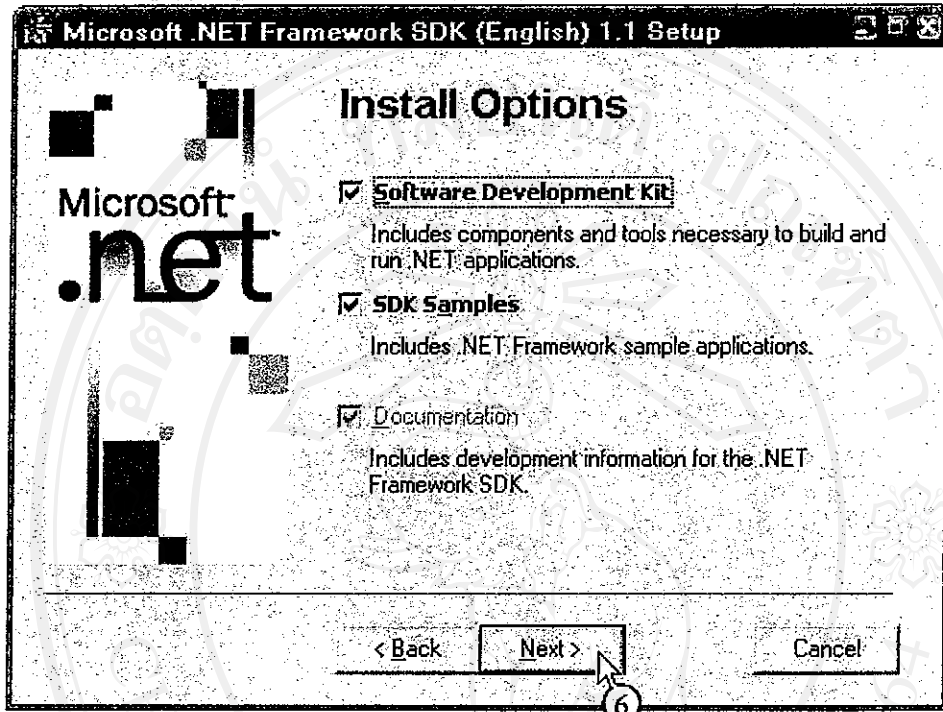 Microsoft .NET Framework SDK (English) 1.1 Setup
Install Options
Software Development Kit
Includes components and tools necessary to build and
run .NET applications.
SDK Samples
Includes .NET Framework sample applications.
Documentation
Includes development information for the .NET
Framework SDK.
Microsoft
.net
< Back
Next >
Cancel
6